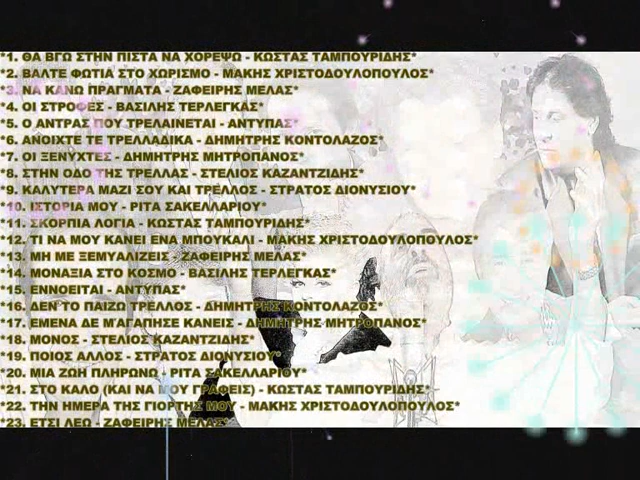 *1. ΘΑ ΒΓΩ ΣΤΗΝ ΠΙΣΤΑ ΝΑ ΧΟΡΕΨΩ - ΚΩΣΤΑΣ ΤΑΜΠΟΥΡΙΔΗΣ*
*2. ΒΑΛΤΕ ΦΩΤΙΑ ΣΤΟ ΧΩΡΙΣΜΟ - ΜΑΚΗΣ ΧΡΙΣΤΟΔΟΥΛΟΠΟΥΛΟΣ*
*3. ΝΑ ΚΑΝΩ ΠΡΑΓΜΑΤΑ - ΖΑΦΕΙΡΗΣ ΜΕΛΑΣ*
*4. ΟΙ ΣΤΡΟΦΕΣ - ΒΑΣΙΛΗΣ ΤΕΡΛΕΓΚΑΣ*
*5. Ο ΑΝΤΡΑΣ ΠΟΥ ΤΡΕΛΑΙΝΕΤΑΙ - ΑΝΤΥΠΑΣ*
*6. ΑΝΟΙΧΤΕ ΤΕ ΤΡΕΛΛΑΔΙΚΑ - ΔΗΜΗΤΡΗΣ ΚΟΝΤΟΛΑΖΟΣ*
*7. ΟΙ ΞΕΝΥΧΤΕΣ - ΔΗΜΗΤΡΗΣ ΜΗΤΡΟΠΑΝΟΣ*
*8. ΣΤΗΝ ΟΔΟ ΤΗΣ ΤΡΕΛΛΑΣ - ΣΤΕΛΙΟΣ ΚΑΖΑΝΤΖΙΔΗΣ*
*9. ΚΑΛΥΤΕΡΑ ΜΑΖΙ ΣΟΥ ΚΑΙ ΤΡΕΛΛΟΣ - ΣΤΡΑΤΟΣ ΔΙΟΝΥΣΙΟΥ*
*10. ΙΣΤΟΡΙΑ ΜΟΥ - ΡΙΤΑ ΣΑΚΕΛΛΑΡΙΟΥ*
*11. ΣΚΟΡΠΙΑ ΛΟΓΙΑ - ΚΩΣΤΑΣ ΤΑΜΠΟΥΡΙΔΗΣ*
*12. ΤΙ ΝΑ ΜΟΥ ΚΑΝΕΙ ΕΝΑ ΜΠΟΥΚΑΛΙ - ΜΑΚΗΣ ΧΡΙΣΤΟΔΟΥΛΟΠΟΥΛΟΣ*
*13. ΜΗ ΜΕ ΞΕΜΥΑΛΙΖΕΙΣ - ΖΑΦΕΙΡΗΣ ΜΕΛΑΣ*
*14. ΜΟΝΑΞΙΑ ΣΤΟ ΚΟΣΜΟ - ΒΑΣΙΛΗΣ ΤΕΡΛΕΓΚΑΣ*
*15. ΕΝΝΟΕΙΤΑΙ - ΑΝΤΥΠΑΣ*
*16. ΔΕΝ ΤΟ ΠΑΙΖΩ ΤΡΕΛΛΟΣ - ΔΗΜΗΤΡΗΣ ΚΟΝΤΟΛΑΖΟΣ*
*17. ΕΜΕΝΑ ΔΕ Μ'ΑΓΑΠΗΣΕ ΚΑΝΕΙΣ - ΔΗΜΗΤΡΗΣ ΜΗΤΡΟΠΑΝΟΣ*
*18. ΜΟΝΟΣ - ΣΤΕΛΙΟΣ ΚΑΖΑΝΤΖΙΔΗΣ*
*19. ΠΟΙΟΣ ΑΛΛΟΣ - ΣΤΡΑΤΟΣ ΔΙΟΝΥΣΙΟΥ*
*20. ΜΙΑ ΖΩΗ ΠΛΗΡΩΝΩ - ΡΙΤΑ ΣΑΚΕΛΛΑΡΙΟΥ*
*21. ΣΤΟ ΚΑΛΟ (ΚΑΙ ΝΑ ΜΟΥ ΓΡΑΦΕΙΣ) - ΚΩΣΤΑΣ ΤΑΜΠΟΥΡΙΔΗΣ*
*22. ΤΗΝ ΗΜΕΡΑ ΤΗΣ ΓΙΟΡΤΗΣ ΜΟΥ - ΜΑΚΗΣ ΧΡΙΣΤΟΔΟΥΛΟΠΟΥΛΟΣ*
*23. ΕΤΣΙ ΛΕΩ - ΖΑΦΕΙΡΗΣ ΜΕΛΑΣ*